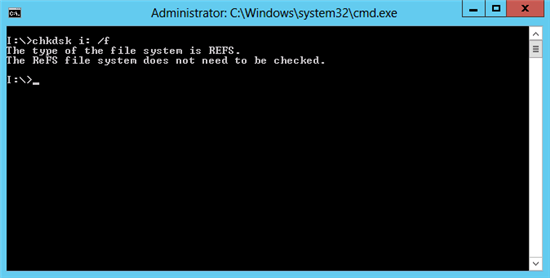 Administrator: C:\Windows\system32\cmd.exe
I:\>chkdsk i: /f
The type of the file system is REFS.
The ReFS file system does not need to be checked.
I:\>_